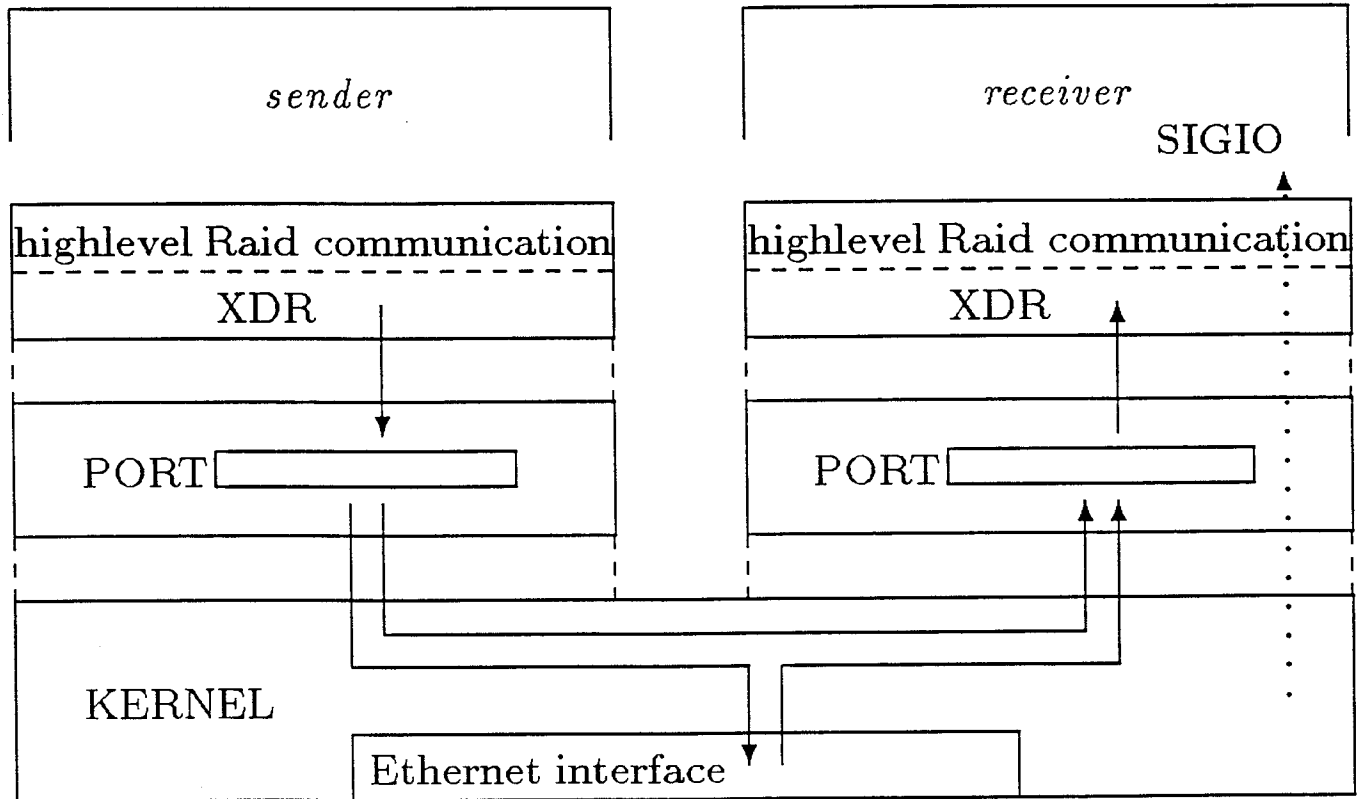 sender
receiver
SIGIO
highlevel Raid communication
highlevel Raid communication
XDR
XDR
PORT
PORT
KERNEL
Ethernet interface